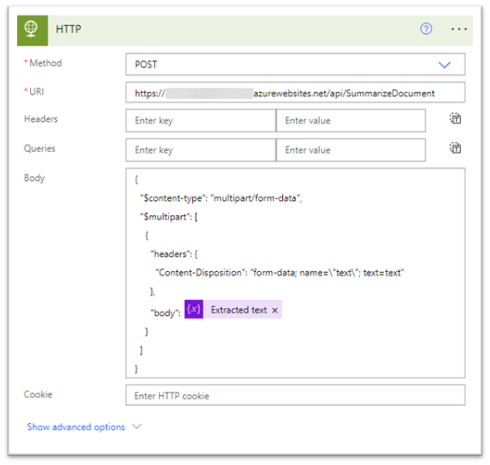 HTTP
* Method POST
* URI https:// azurewebsites.net/api/SummarizeDocument
Headers Enter key Enter value
Queries Enter key Enter value
Body {
"$content-type": "multipart/form-data",
"$multipart": [
{
"headers": {
"Content-Disposition": "form-data; name=\"text\"; text=text"
},
"body": {x} Extracted text ×
}
]
}
Cookie Enter HTTP cookie
Show advanced options